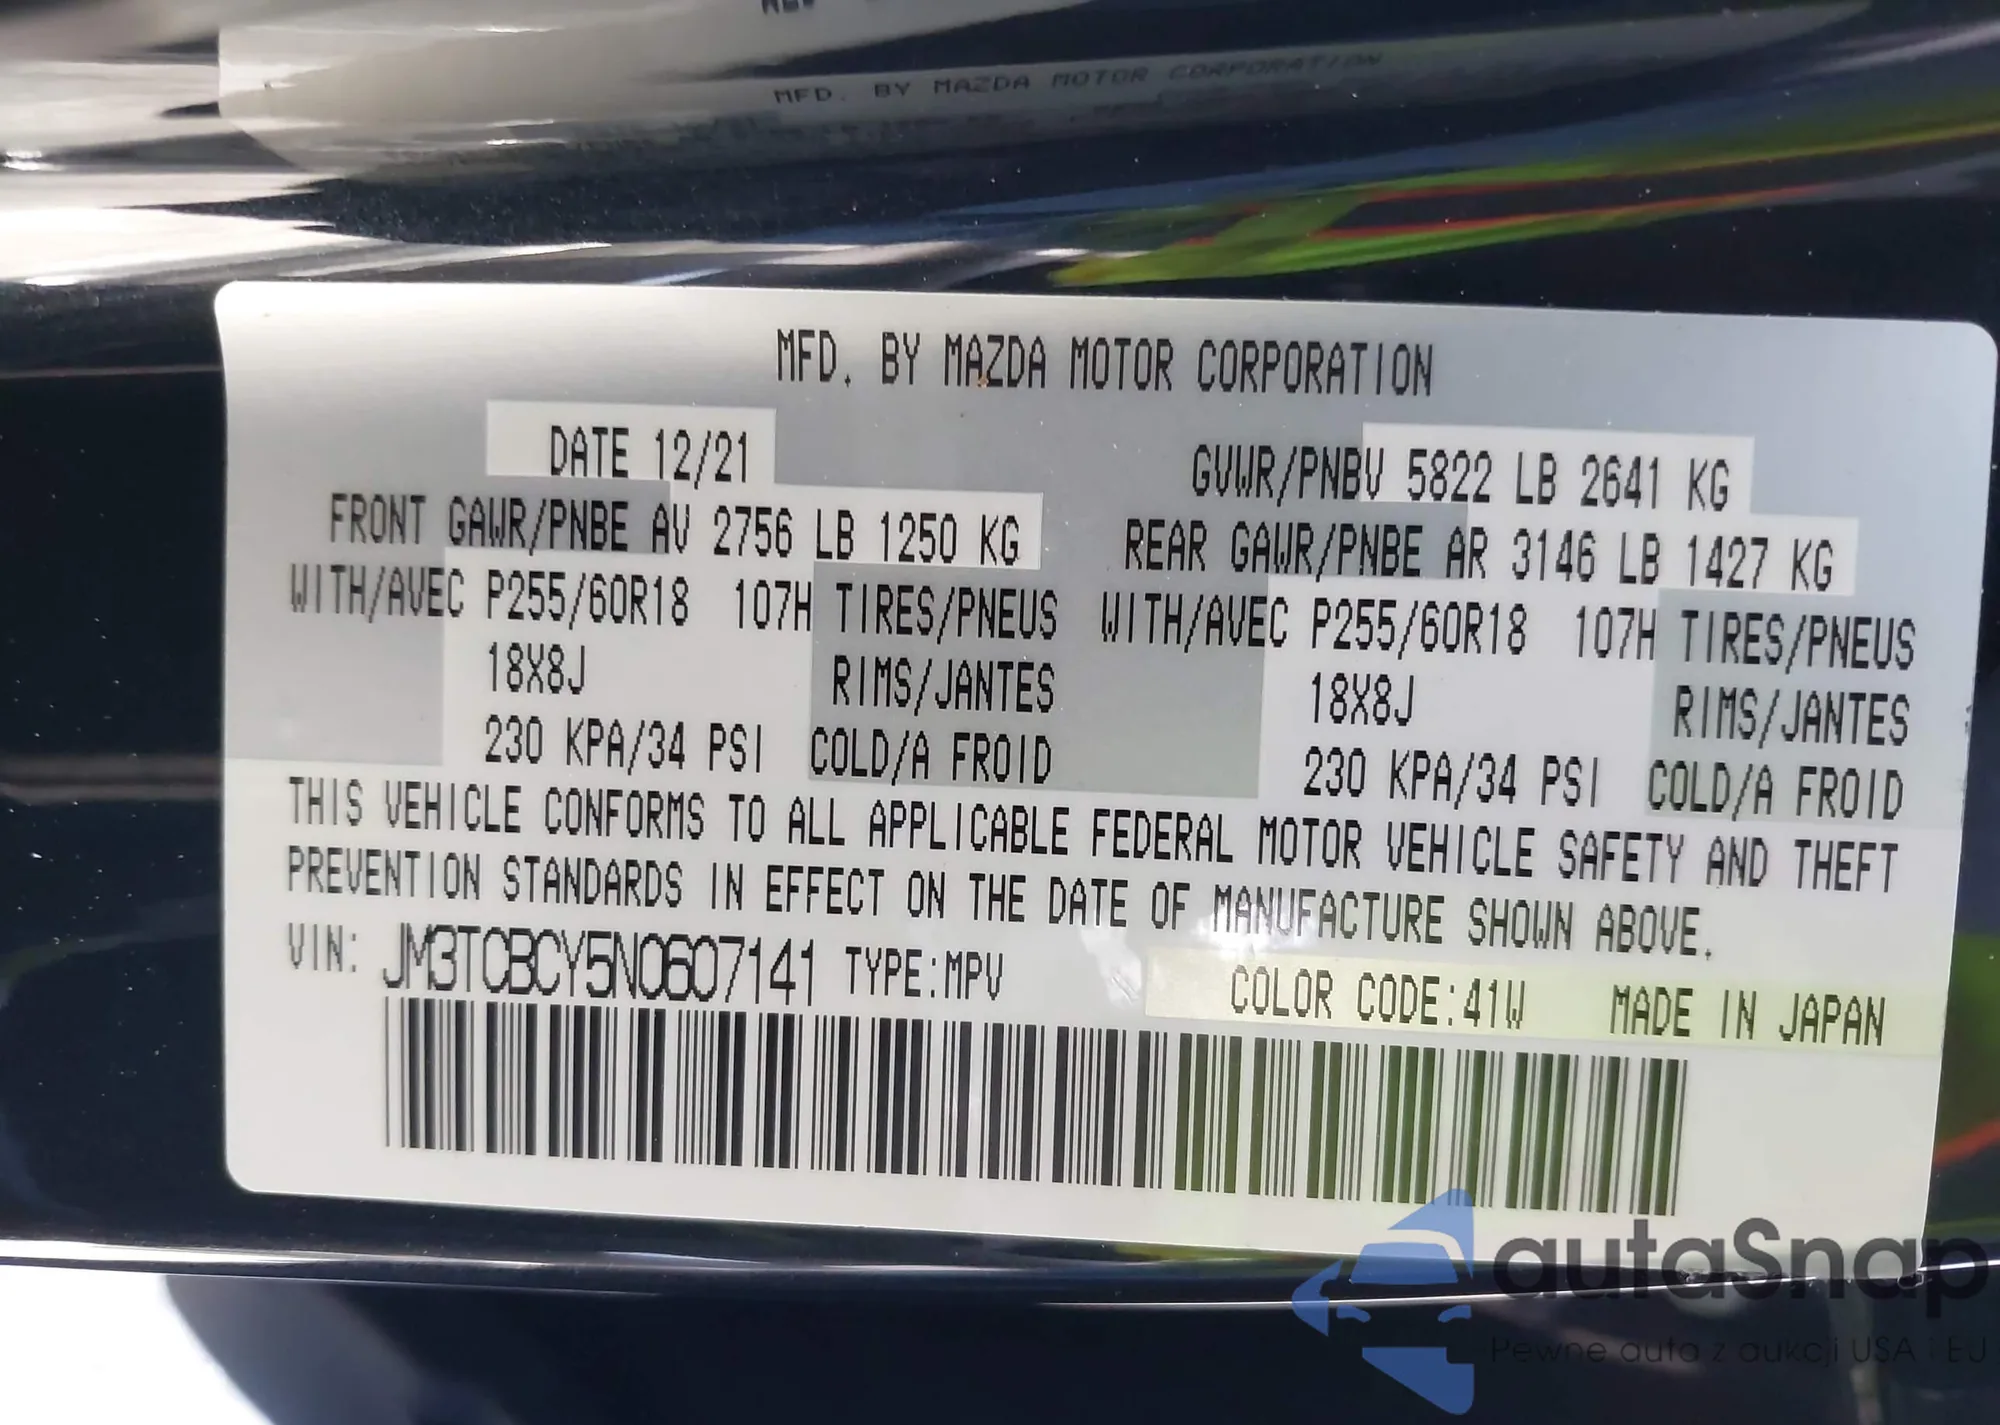 MFD. BY MAZDA MOTOR CORPORATION
MFD. BY MAZDA MOTOR CORPORATION
DATE 12/21 GVWR/PNBV 5822 LB 2641 KG
FRONT GAWR/PNBE AV 2756 LB 1250 KG REAR GAWR/PNBE AR 3146 LB 1427 KG
WITH/AVEC P255/60R18 107H TIRES/PNEUS WITH/AVEC P255/60R18 107H TIRES/PNEUS
18X8J RIMS/JANTES 18X8J RIMS/JANTES
230 KPA/34 PSI COLD/A FROID 230 KPA/34 PSI COLD/A FROID
THIS VEHICLE CONFORMS TO ALL APPLICABLE FEDERAL MOTOR VEHICLE SAFETY AND THEFT
PREVENTION STANDARDS IN EFFECT ON THE DATE OF MANUFACTURE SHOWN ABOVE.
VIN: JM3TCBCY5N0607141 TYPE:MPV COLOR CODE:41W MADE IN JAPAN
autoSnap
Pewne auta z aukcji USA i EU